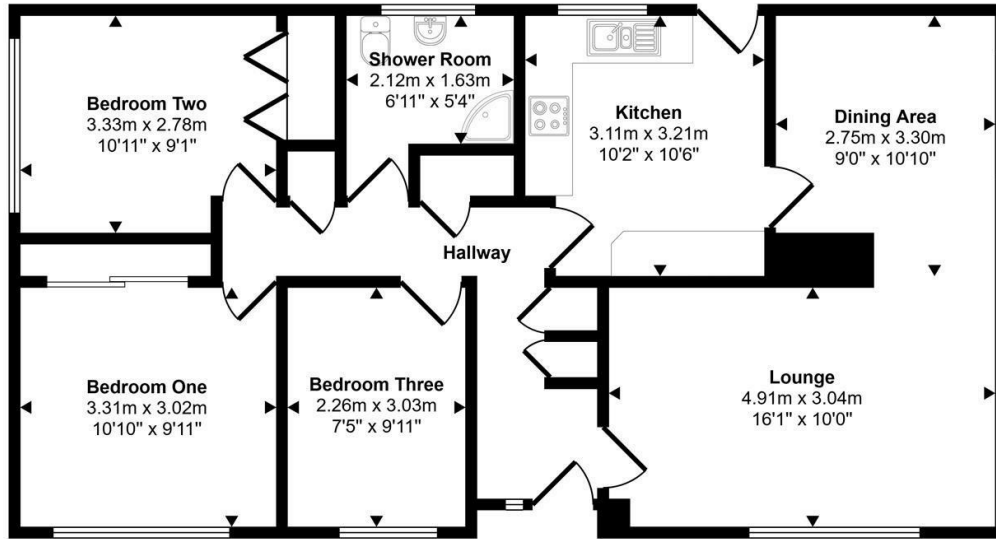 Bedroom Two
3.33m x 2.78m
10'11" x 9'1"
Shower Room
2.12m x 1.63m
6'11" x 5'4"
Kitchen
3.11m x 3.21m
10'2" x 10'6"
Dining Area
2.75m x 3.30m
9'0" x 10'10"
Hallway
Bedroom One
3.31m x 3.02m
10'10" x 9'11"
Bedroom Three
2.26m x 3.03m
7'5" x 9'11"
Lounge
4.91m x 3.04m
16'1" x 10'0"